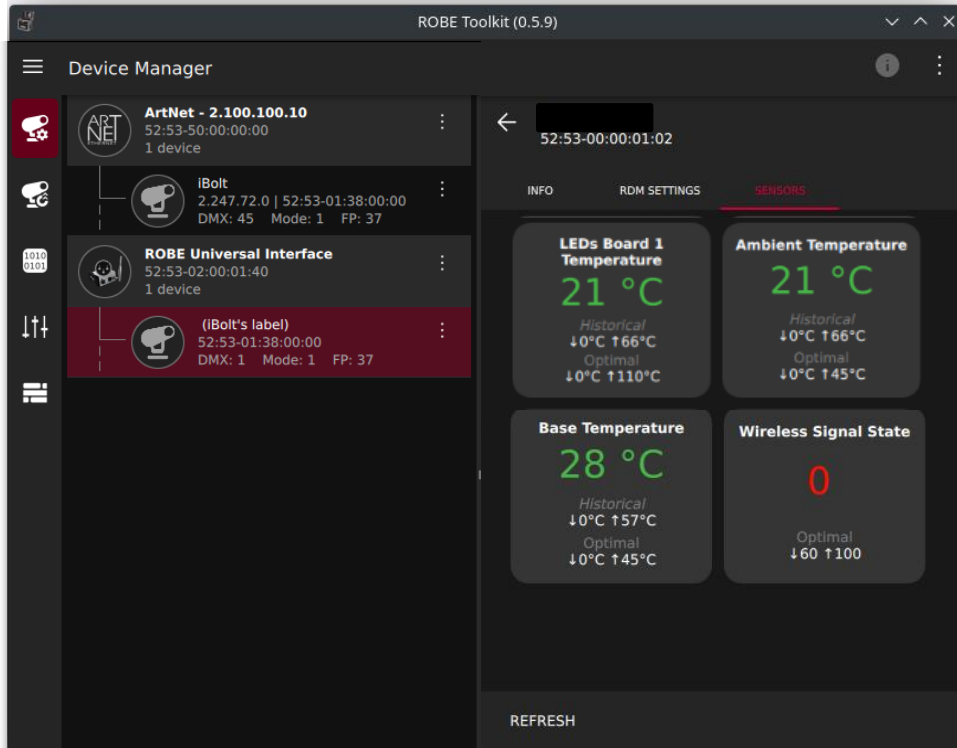 ROBE Toolkit (0.5.9)
Device Manager
ART
NET
ETHERNET
ArtNet - 2.100.100.10
52:53-50:00:00:00
1 device
iBolt
2.247.72.0 | 52:53-01:38:00:00
DMX: 45 Mode: 1 FP: 37
1010
0101
ROBE Universal Interface
52:53-02:00:01:40
1 device
(iBolt's label)
52:53-01:38:00:00
DMX: 1 Mode: 1 FP: 37
52:53-00:00:01:02
INFO RDM SETTINGS SENSORS
LEDs Board 1
Temperature
21 °C
Historical
↓0°C ↑66°C
Optimal
↓0°C ↑110°C
Ambient Temperature
21 °C
Historical
↓0°C ↑66°C
Optimal
↓0°C ↑45°C
Base Temperature
28 °C
Historical
↓0°C ↑57°C
Optimal
↓0°C ↑45°C
Wireless Signal State
0
Optimal
↓60 ↑100
REFRESH